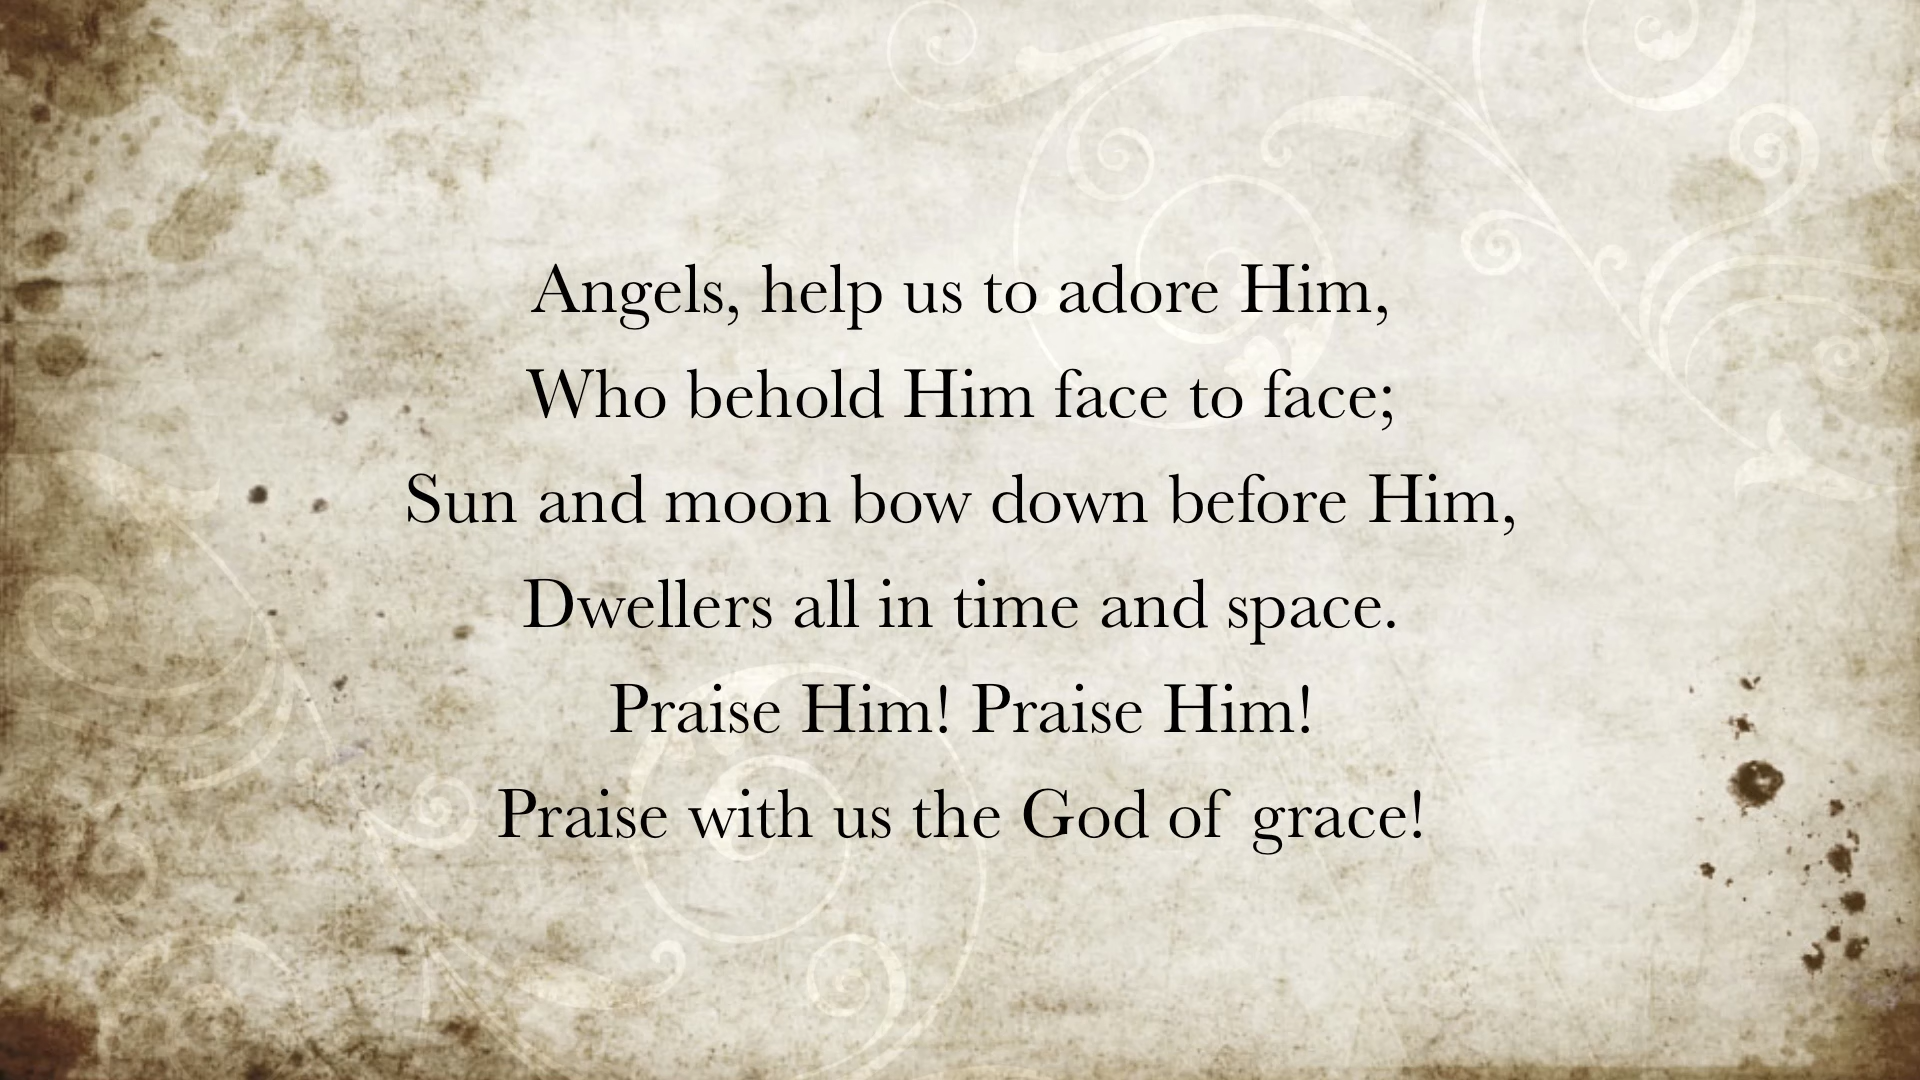 Angels, help us to adore Him,
Who behold Him face to face;
Sun and moon bow down before Him,
Dwellers all in time and space.
Praise Him! Praise Him!
Praise with us the God of grace!